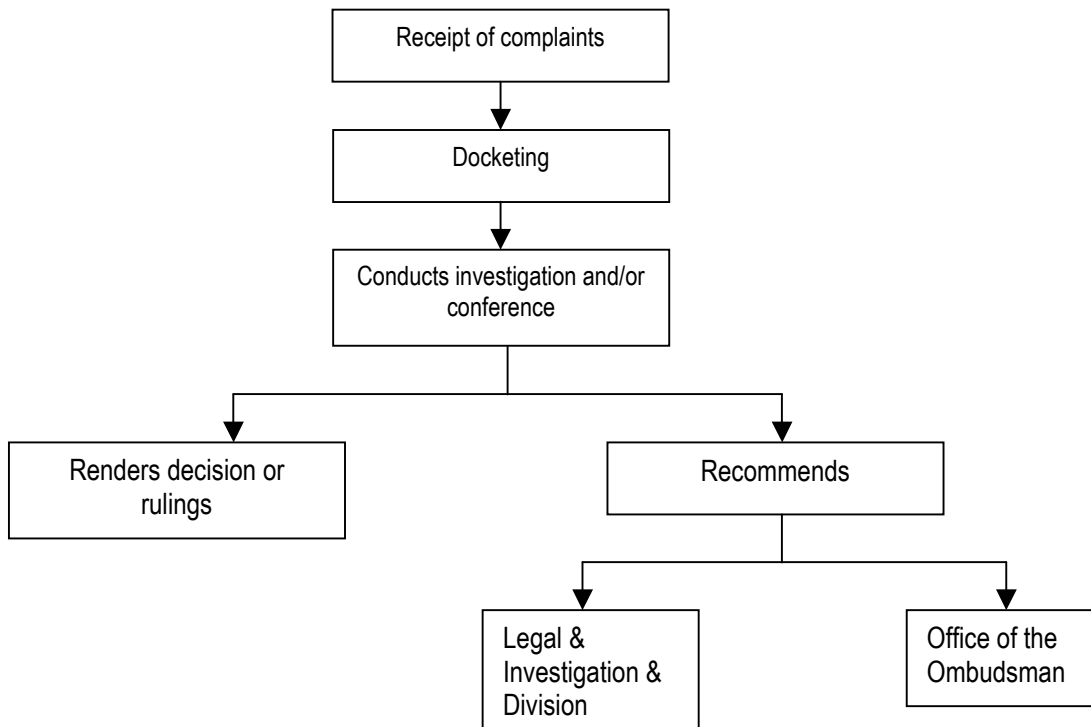 Receipt of complaints
Docketing
Conducts investigation and/or
conference
Renders decision or
rulings
Recommends
Legal &
Investigation &
Division
Office of the
Ombudsman